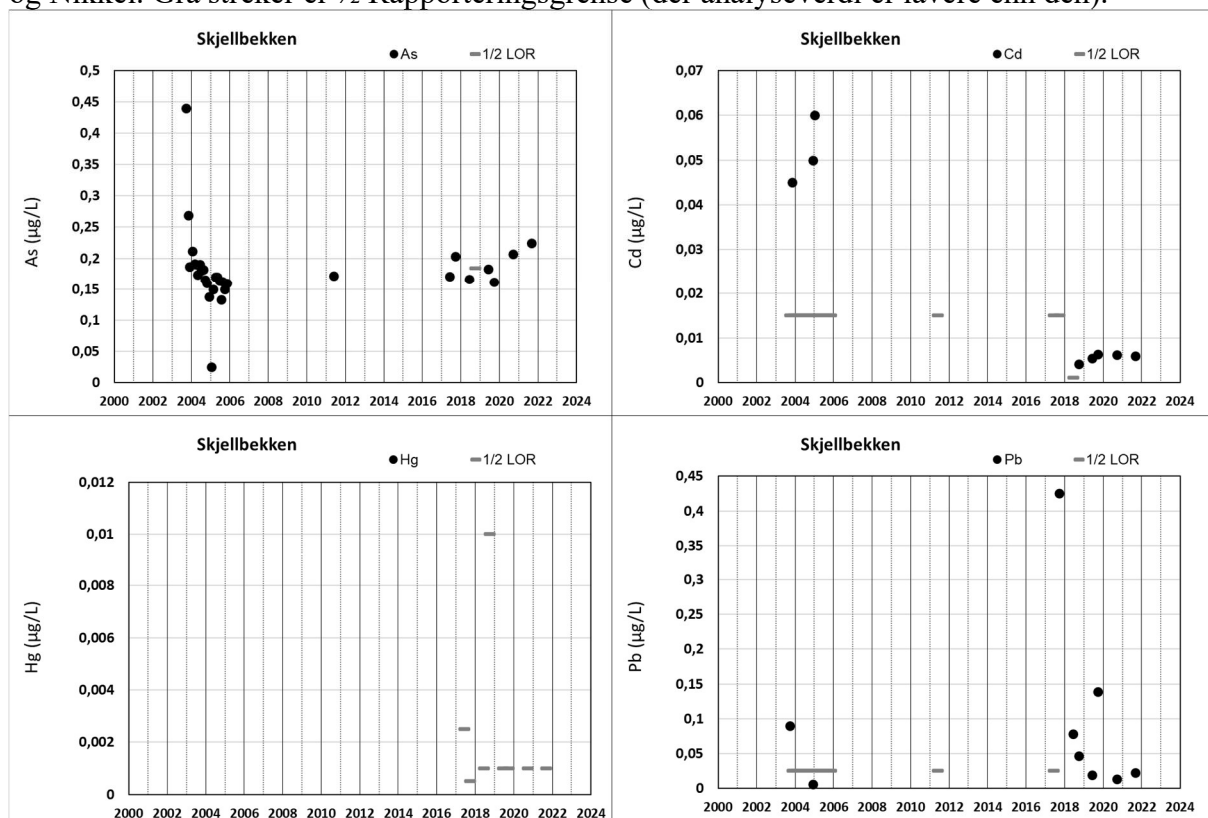 og Nikkel. Grå streker er ½ Rapporteringsgrense (der analyseverdi er lavere enn den).
Skjellbekken
As 1/2 LOR
0,5
0,45
0,4
0,35
0,3
0,25
0,2
0,15
0,1
0,05
0
As (µg/L)
2000 2002 2004 2006 2008 2010 2012 2014 2016 2018 2020 2022 2024
Skjellbekken
Cd 1/2 LOR
0,07
0,06
0,05
0,04
0,03
0,02
0,01
0
Cd (µg/L)
2000 2002 2004 2006 2008 2010 2012 2014 2016 2018 2020 2022 2024
Skjellbekken
Hg 1/2 LOR
0,012
0,01
0,008
0,006
0,004
0,002
0
Hg (µg/L)
2000 2002 2004 2006 2008 2010 2012 2014 2016 2018 2020 2022 2024
Skjellbekken
Pb 1/2 LOR
0,45
0,4
0,35
0,3
0,25
0,2
0,15
0,1
0,05
0
Pb (µg/L)
2000 2002 2004 2006 2008 2010 2012 2014 2016 2018 2020 2022 2024